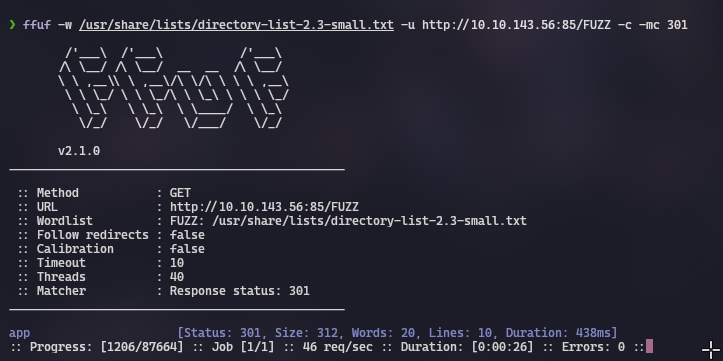 ❯ ffuf -w /usr/share/lists/directory-list-2.3-small.txt -u http://10.10.143.56:85/FUZZ -c -mc 301
v2.1.0
:: Method : GET
:: URL : http://10.10.143.56:85/FUZZ
:: Wordlist : FUZZ: /usr/share/lists/directory-list-2.3-small.txt
:: Follow redirects : false
:: Calibration : false
:: Timeout : 10
:: Threads : 40
:: Matcher : Response status: 301
app [Status: 301, Size: 312, Words: 20, Lines: 10, Duration: 438ms]
:: Progress: [1206/87664] :: Job [1/1] :: 46 req/sec :: Duration: [0:00:26] :: Errors: 0 ::